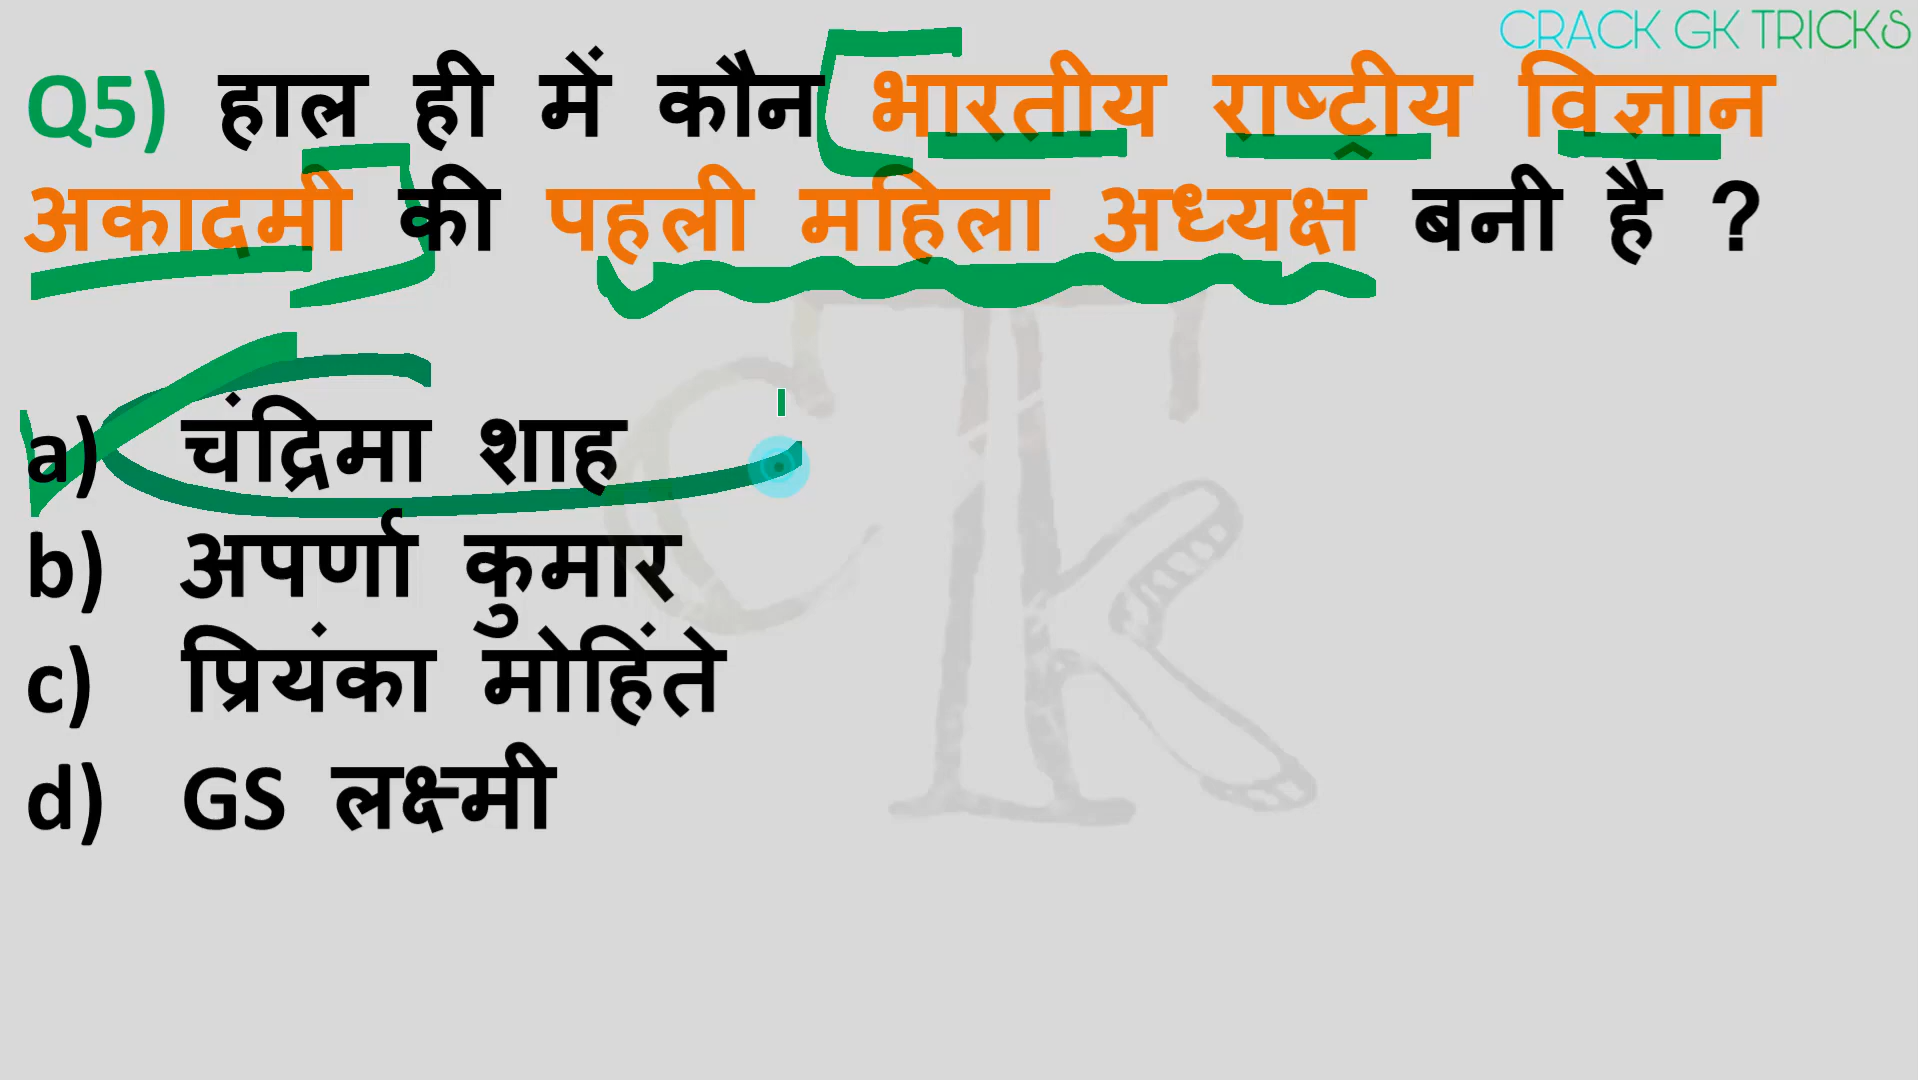 CRACK GK TRICKS
Q5) हाल ही में कौन भारतीय राष्ट्रीय विज्ञान
अकादमी की पहली महिला अध्यक्ष बनी है ?
a) चंद्रिमा शाह
b) अपर्णा कुमार
c) प्रियंका मोहिंते
d) GS लक्ष्मी